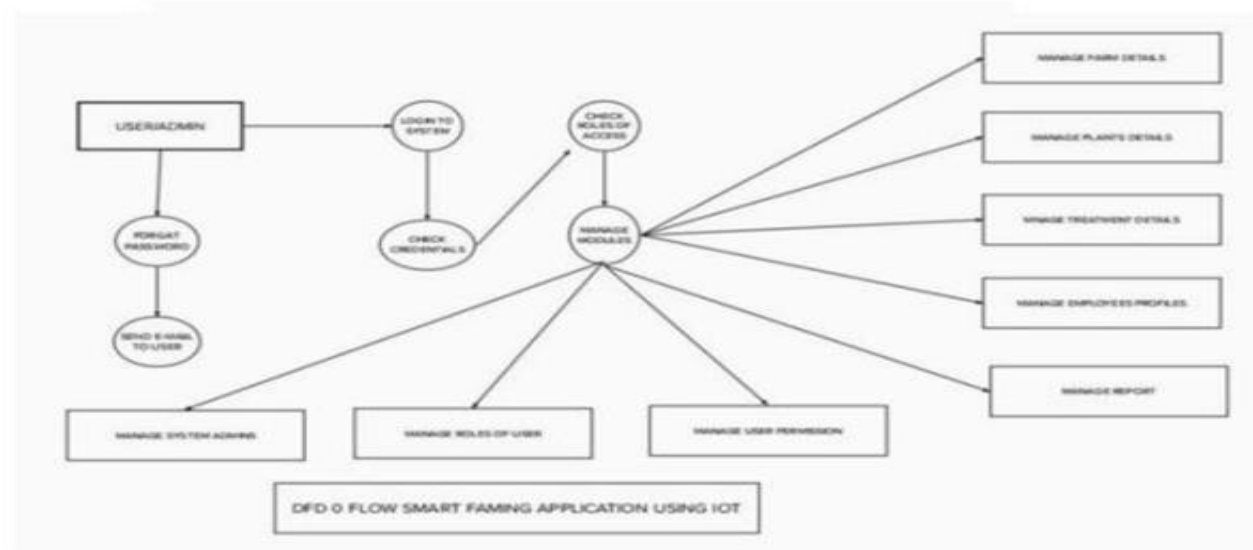 USER/ADMIN
LOGIN TO
SYSTEM
CHECK
ROLES OF
ACCESS
FORGAT
PASSWORD
CHECK
CREDENTIALS
MANAGE
MODULES
SEND E-MAIL
TO USER
MANAGE FARM DETAILS
MANAGE PLANTS DETAILS
MNAGE TREATMENT DETAILS
MANAGE EMPLOYEES PROFILES
MANAGE REPORT
MANAGE SYSTEM ADMINS
MANAGE ROLES OF USER
MANAGE USER PERMISSION
DFD 0 FLOW SMART FAMING APPLICATION USING IOT